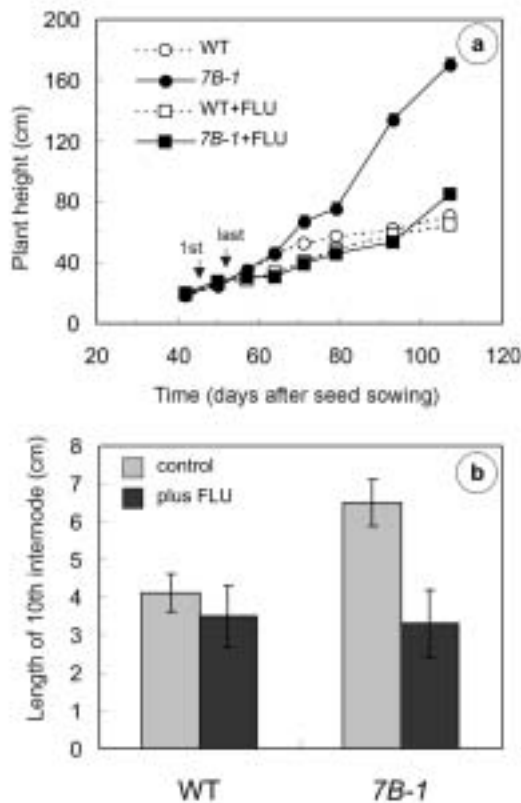 200
a
WT
160
7B-1
WT+FLU
120
7B-1+FLU
Plant height (cm)
80
1st
last
40
0
20
40
60
80
100
120
Time (days after seed sowing)
8
b
control
7
plus FLU
6
5
Length of 10th internode (cm)
4
3
2
1
0
WT
7B-1